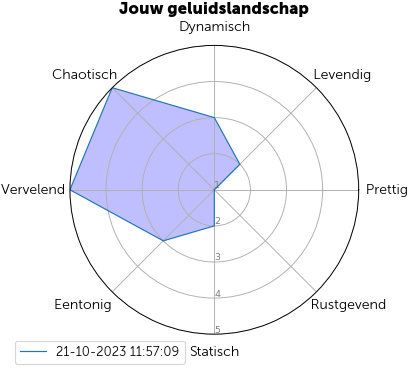 Jouw geluidslandschap
Dynamisch
Chaotisch
Levendig
Vervelend
1
Prettig
2
3
4
Eentonig
Rustgevend
5
21-10-2023 11:57:09
Statisch